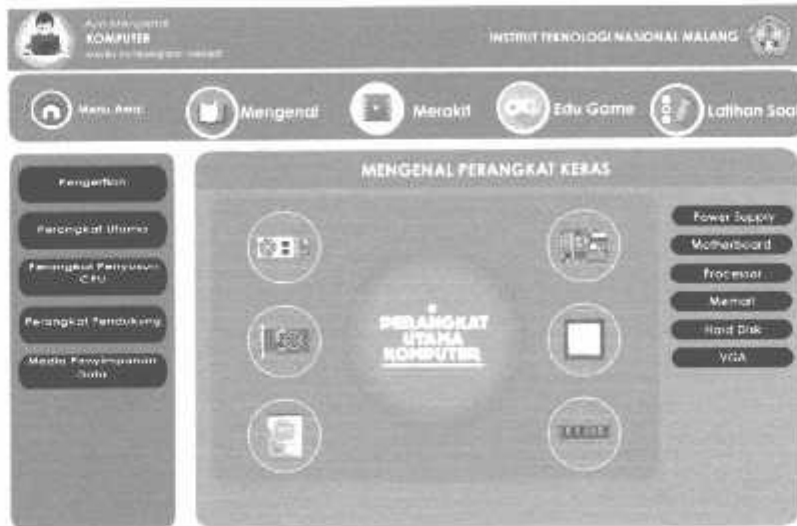 KOMPUTER
INSTITUT TEKNOLOGI NASIONAL MALANG
Menu Awal
Mengenal
Merakit
Edu Game
Latihan Soal
MENGENAL PERANGKAT KERAS
Pengertian
Perangkat Utama
Perangkat Penyusun
CPU
Perangkat Pendukung
Media Penyimpanan
Data
PERANGKAT
UTAMA
KOMPUTER
Power Supply
Motherboard
Processor
Memori
Hard Disk
VGA